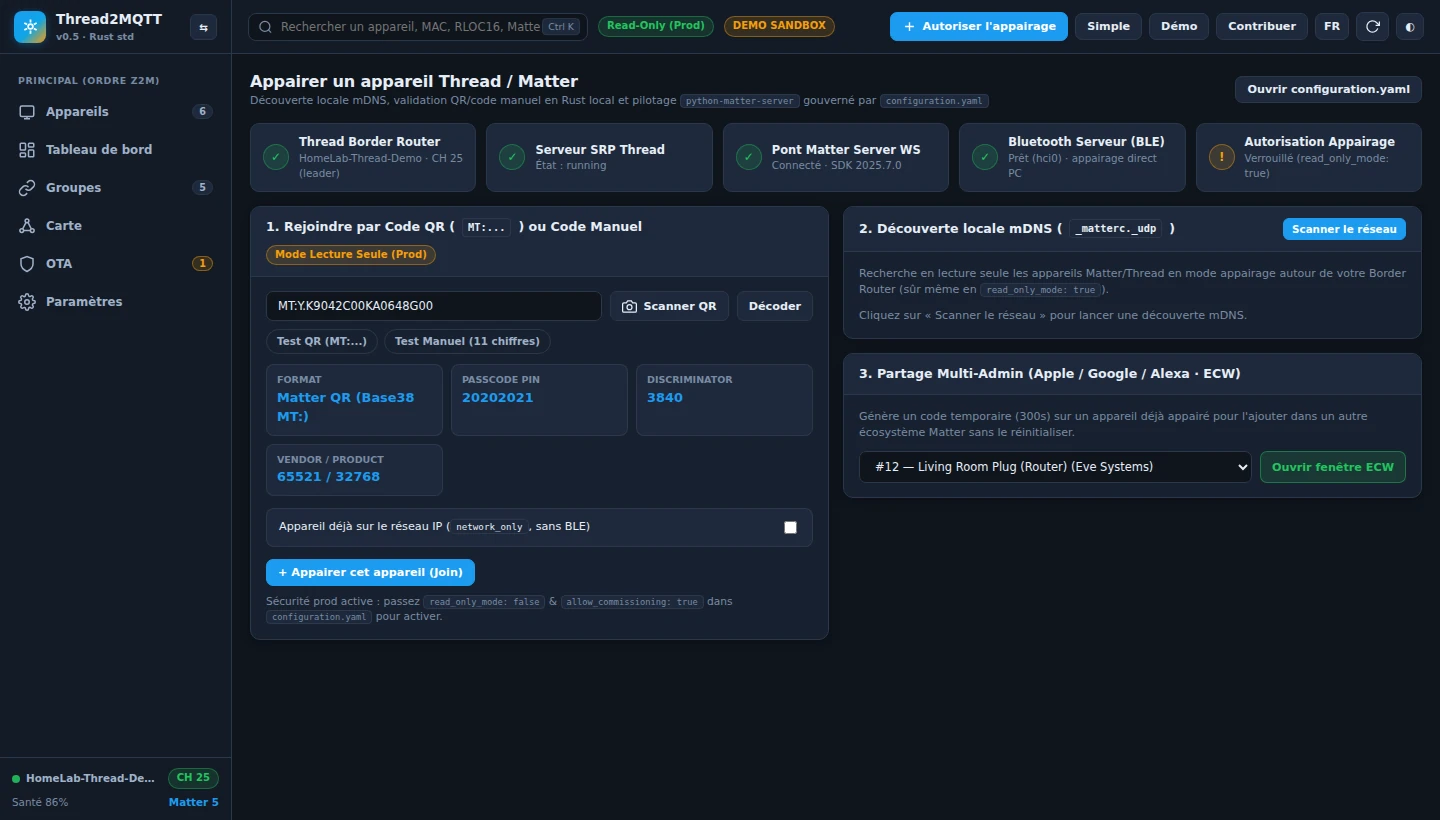 Thread2MQTT
v0.5 · Rust std
⇆
Rechercher un appareil, MAC, RLOC16, Matte
Ctrl K
Read-Only (Prod)
DEMO SANDBOX
+ Autoriser l'appairage
Simple
Démo
Contribuer
FR
PRINCIPAL (ORDRE Z2M)
Appareils 6
Tableau de bord
Groupes 5
Carte
OTA 1
Paramètres
HomeLab-Thread-De...
CH 25
Santé 86%
Matter 5
Appairer un appareil Thread / Matter
Découverte locale mDNS, validation QR/code manuel en Rust local et pilotage python-matter-server gouverné par configuration.yaml
Ouvrir configuration.yaml
✓
Thread Border Router
HomeLab-Thread-Demo · CH 25
(leader)
✓
Serveur SRP Thread
État : running
✓
Pont Matter Server WS
Connecté · SDK 2025.7.0
✓
Bluetooth Serveur (BLE)
Prêt (hci0) · appairage direct
PC
!
Autorisation Appairage
Verrouillé (read_only_mode:
true)
1. Rejoindre par Code QR ( MT:... ) ou Code Manuel
Mode Lecture Seule (Prod)
MT:Y.K9042C00KA0648G00
Scanner QR
Décoder
Test QR (MT:...)
Test Manuel (11 chiffres)
FORMAT
Matter QR (Base38
MT:)
PASSCODE PIN
20202021
DISCRIMINATOR
3840
VENDOR / PRODUCT
65521 / 32768
Appareil déjà sur le réseau IP ( network_only , sans BLE)
+ Appairer cet appareil (Join)
Sécurité prod active : passez read_only_mode: false & allow_commissioning: true dans
configuration.yaml pour activer.
2. Découverte locale mDNS ( _matterc._udp )
Scanner le réseau
Recherche en lecture seule les appareils Matter/Thread en mode appairage autour de votre Border
Router (sûr même en read_only_mode: true ).
Cliquez sur « Scanner le réseau » pour lancer une découverte mDNS.
3. Partage Multi-Admin (Apple / Google / Alexa · ECW)
Génère un code temporaire (300s) sur un appareil déjà appairé pour l'ajouter dans un autre
écosystème Matter sans le réinitialiser.
#12 — Living Room Plug (Router) (Eve Systems)
Ouvrir fenêtre ECW